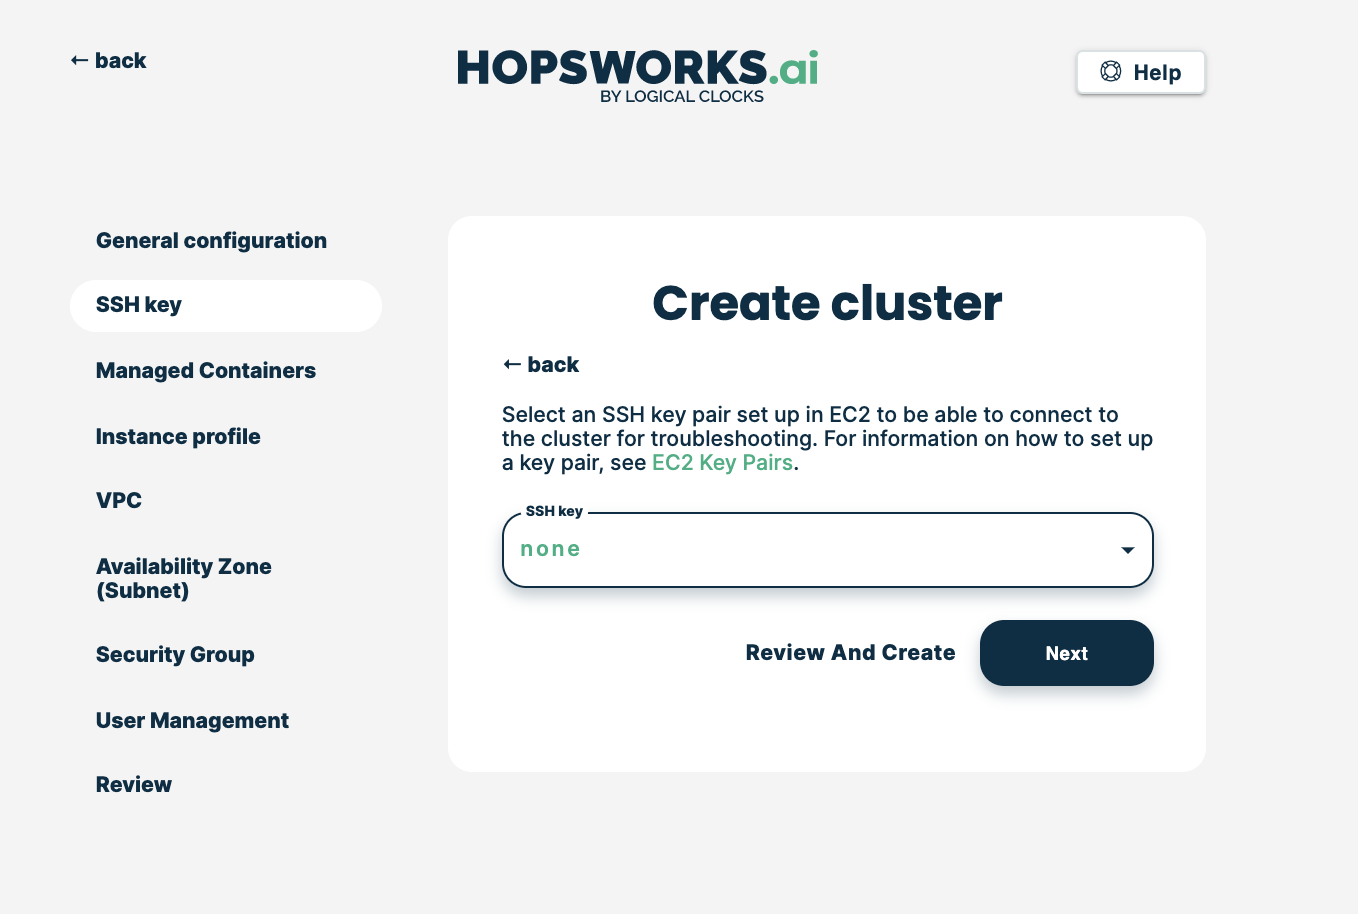 ← back
HOPSWORKS.ai
BY LOGICAL CLOCKS
Help
General configuration
SSH key
Managed Containers
Instance profile
VPC
Availability Zone
(Subnet)
Security Group
User Management
Review
Create cluster
← back
Select an SSH key pair set up in EC2 to be able to connect to
the cluster for troubleshooting. For information on how to set up
a key pair, see EC2 Key Pairs.
SSH key
none
Review And Create
Next